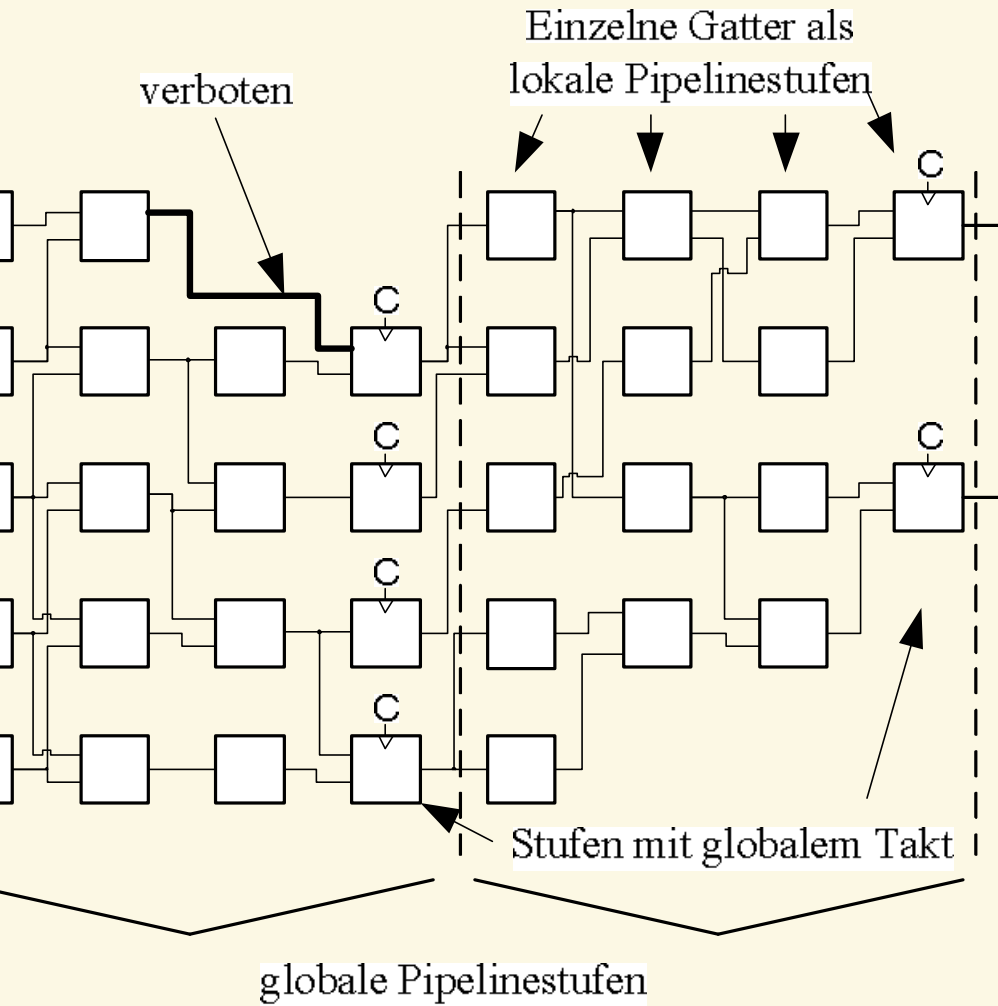 Einzelne Gatter als
lokale Pipelinestufen
verboten
C
C
C
C
C
C
Stufen mit globalem Takt
globale Pipelinestufen